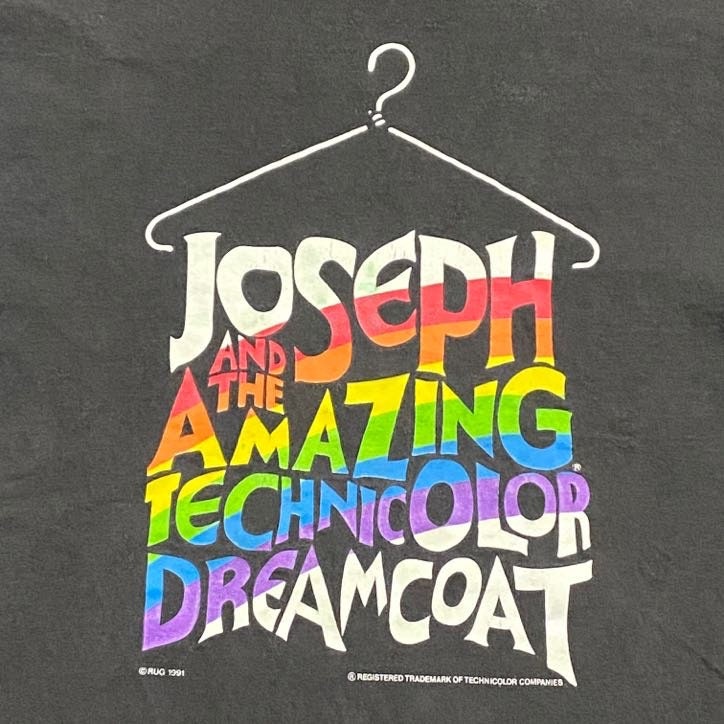 JOSEPH
AND
THE
AMAZING
TECHNICOLOR®
DREAMCOAT
©RUG 1991
® REGISTERED TRADEMARK OF TECHNICOLOR COMPANIES